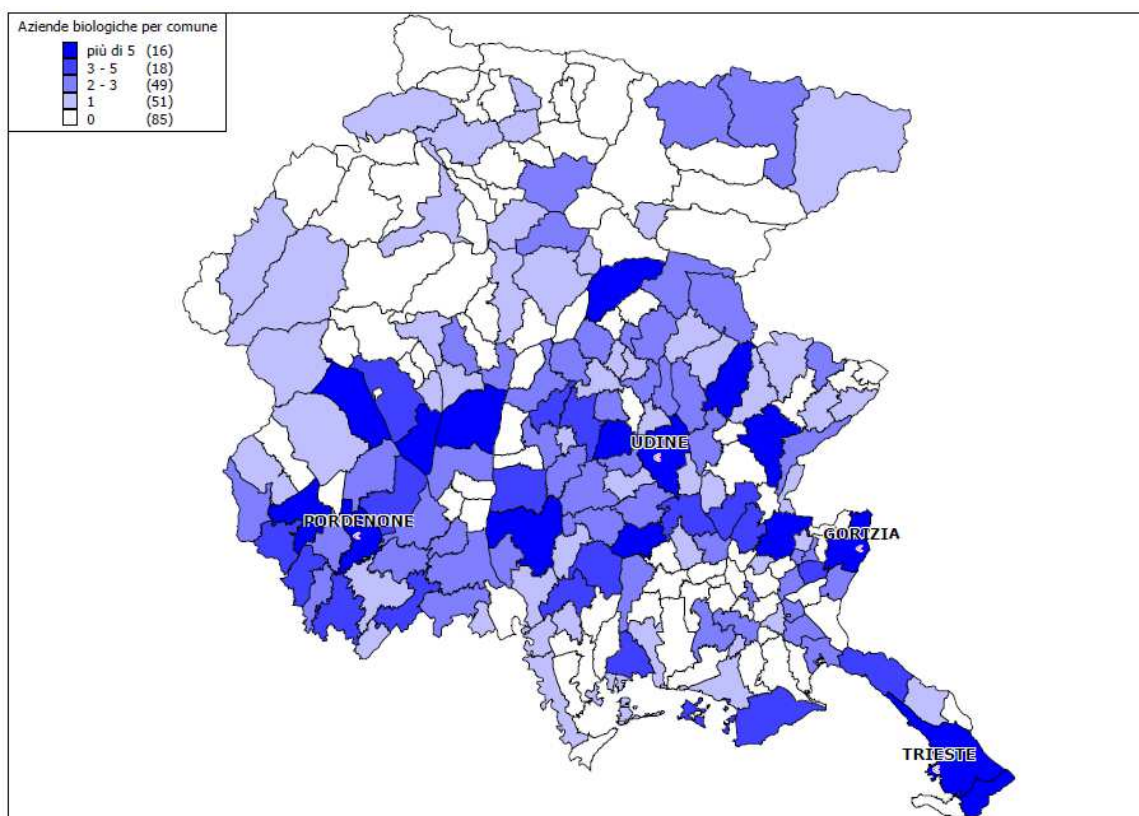 Aziende biologiche per comune
più di 5 (16)
3 - 5 (18)
2 - 3 (49)
1 (51)
0 (85)
UDINE
PORDENONE
GORIZIA
TRIESTE